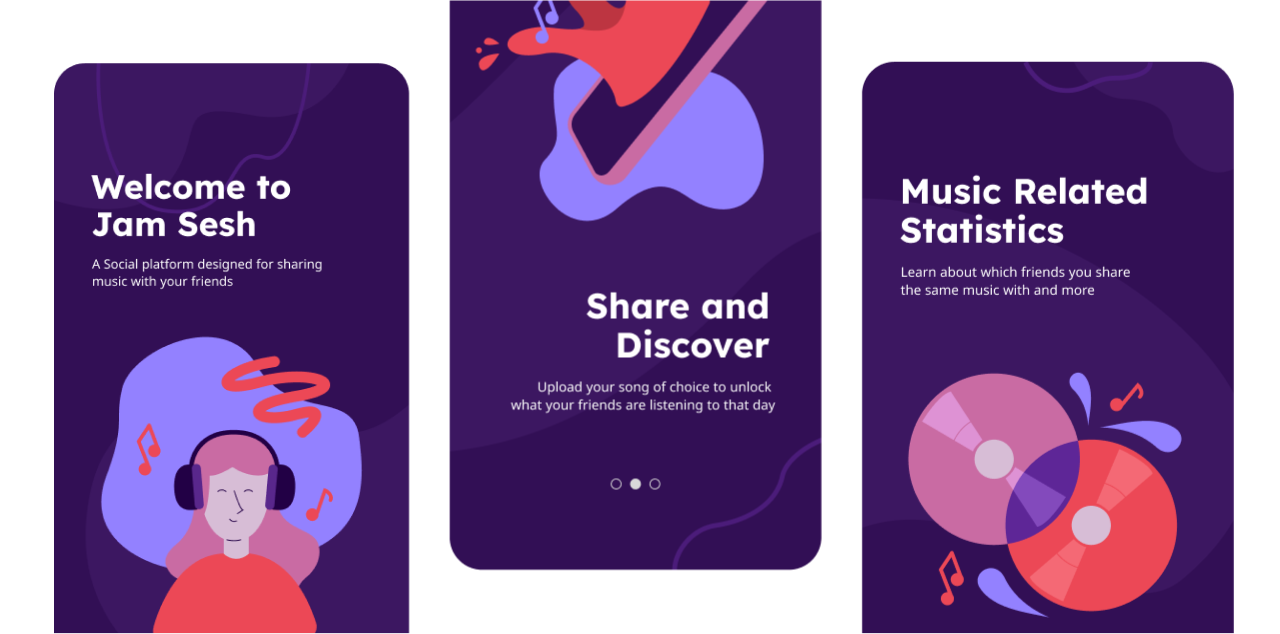 Welcome to
Jam Sesh
A Social platform designed for sharing
music with your friends
Share and
Discover
Upload your song of choice to unlock
what your friends are listening to that day
Music Related
Statistics
Learn about which friends you share
the same music with and more